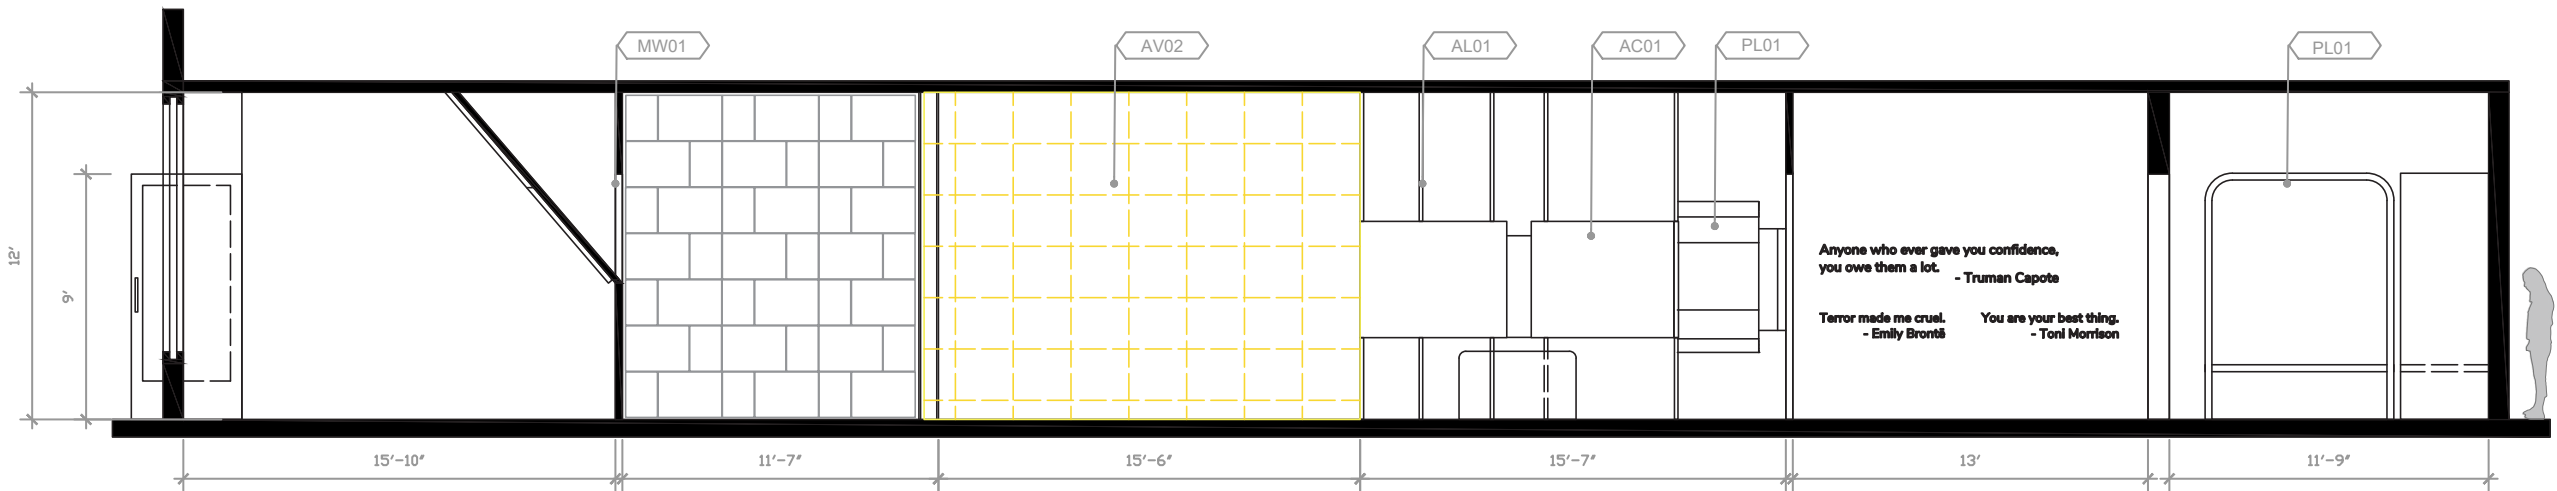 MW01
AV02
AL01
AC01
PL01
PL01
12'
9'
Anyone who ever gave you confidence,
you owe them a lot.
- Truman Capote
Terror made me cruel.
- Emily Brontë
You are your best thing.
- Toni Morrison
15'-10"
11'-7"
15'-6"
15'-7"
13'
11'-9"